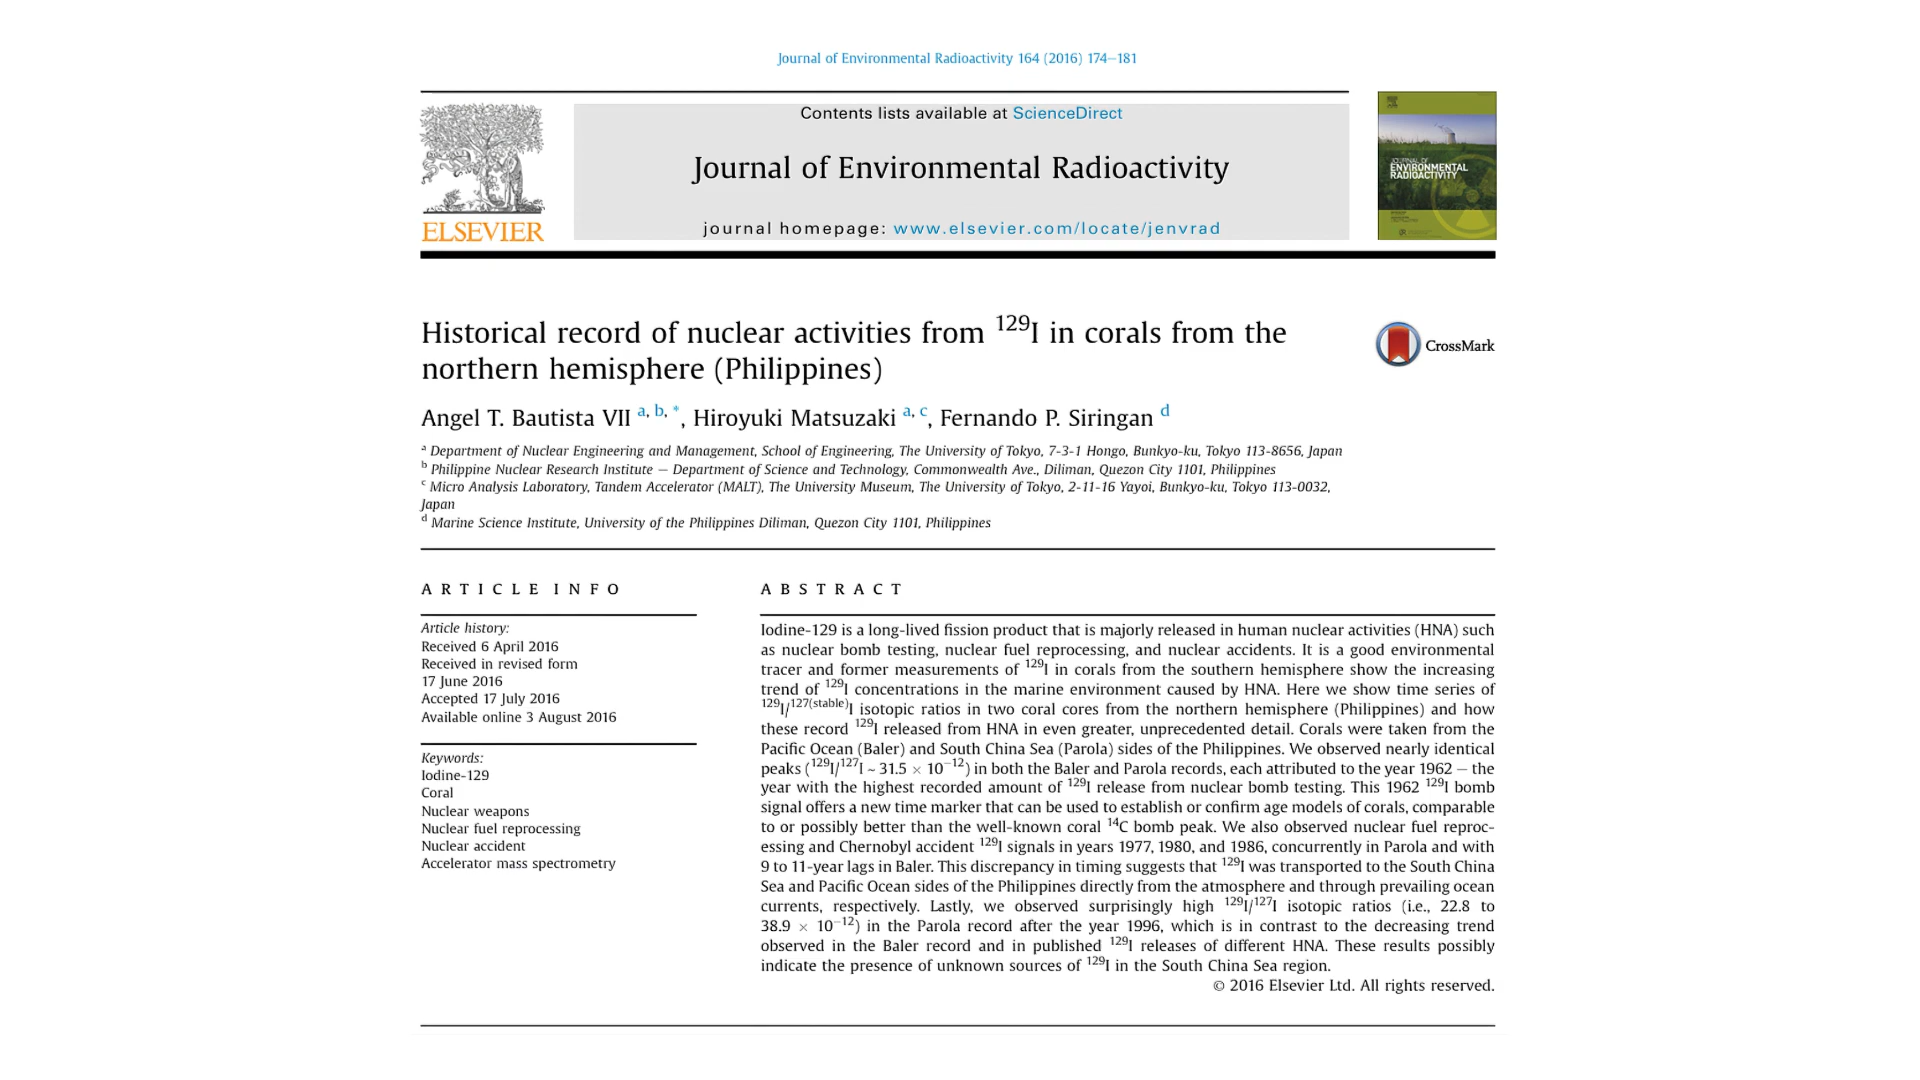 Journal of Environmental Radioactivity 164 (2016) 174–181
Contents lists available at ScienceDirect
Journal of Environmental Radioactivity
journal homepage: www.elsevier.com/locate/jenvrad
ELSEVIER
JOURNAL OF
ENVIRONMENTAL
RADIOACTIVITY
Historical record of nuclear activities from ¹²⁹I in corals from the
northern hemisphere (Philippines)
CrossMark
Angel T. Bautista VII ᵃ, ᵇ, *, Hiroyuki Matsuzaki ᵃ, ᶜ, Fernando P. Siringan ᵈ
ᵃ Department of Nuclear Engineering and Management, School of Engineering, The University of Tokyo, 7-3-1 Hongo, Bunkyo-ku, Tokyo 113-8656, Japan
ᵇ Philippine Nuclear Research Institute – Department of Science and Technology, Commonwealth Ave., Diliman, Quezon City 1101, Philippines
ᶜ Micro Analysis Laboratory, Tandem Accelerator (MALT), The University Museum, The University of Tokyo, 2-11-16 Yayoi, Bunkyo-ku, Tokyo 113-0032,
Japan
ᵈ Marine Science Institute, University of the Philippines Diliman, Quezon City 1101, Philippines
ARTICLE INFO
Article history:
Received 6 April 2016
Received in revised form
17 June 2016
Accepted 17 July 2016
Available online 3 August 2016
Keywords:
Iodine-129
Coral
Nuclear weapons
Nuclear fuel reprocessing
Nuclear accident
Accelerator mass spectrometry
ABSTRACT
Iodine-129 is a long-lived fission product that is majorly released in human nuclear activities (HNA) such
as nuclear bomb testing, nuclear fuel reprocessing, and nuclear accidents. It is a good environmental
tracer and former measurements of ¹²⁹I in corals from the southern hemisphere show the increasing
trend of ¹²⁹I concentrations in the marine environment caused by HNA. Here we show time series of
¹²⁹I/¹²⁷⁽ˢᵗᵃᵇˡᵉ⁾I isotopic ratios in two coral cores from the northern hemisphere (Philippines) and how
these record ¹²⁹I released from HNA in even greater, unprecedented detail. Corals were taken from the
Pacific Ocean (Baler) and South China Sea (Parola) sides of the Philippines. We observed nearly identical
peaks (¹²⁹I/¹²⁷I ~ 31.5 × 10⁻¹²) in both the Baler and Parola records, each attributed to the year 1962 – the
year with the highest recorded amount of ¹²⁹I release from nuclear bomb testing. This 1962 ¹²⁹I bomb
signal offers a new time marker that can be used to establish or confirm age models of corals, comparable
to or possibly better than the well-known coral ¹⁴C bomb peak. We also observed nuclear fuel reproc-
essing and Chernobyl accident ¹²⁹I signals in years 1977, 1980, and 1986, concurrently in Parola and with
9 to 11-year lags in Baler. This discrepancy in timing suggests that ¹²⁹I was transported to the South China
Sea and Pacific Ocean sides of the Philippines directly from the atmosphere and through prevailing ocean
currents, respectively. Lastly, we observed surprisingly high ¹²⁹I/¹²⁷I isotopic ratios (i.e., 22.8 to
38.9 × 10⁻¹²) in the Parola record after the year 1996, which is in contrast to the decreasing trend
observed in the Baler record and in published ¹²⁹I releases of different HNA. These results possibly
indicate the presence of unknown sources of ¹²⁹I in the South China Sea region.
© 2016 Elsevier Ltd. All rights reserved.